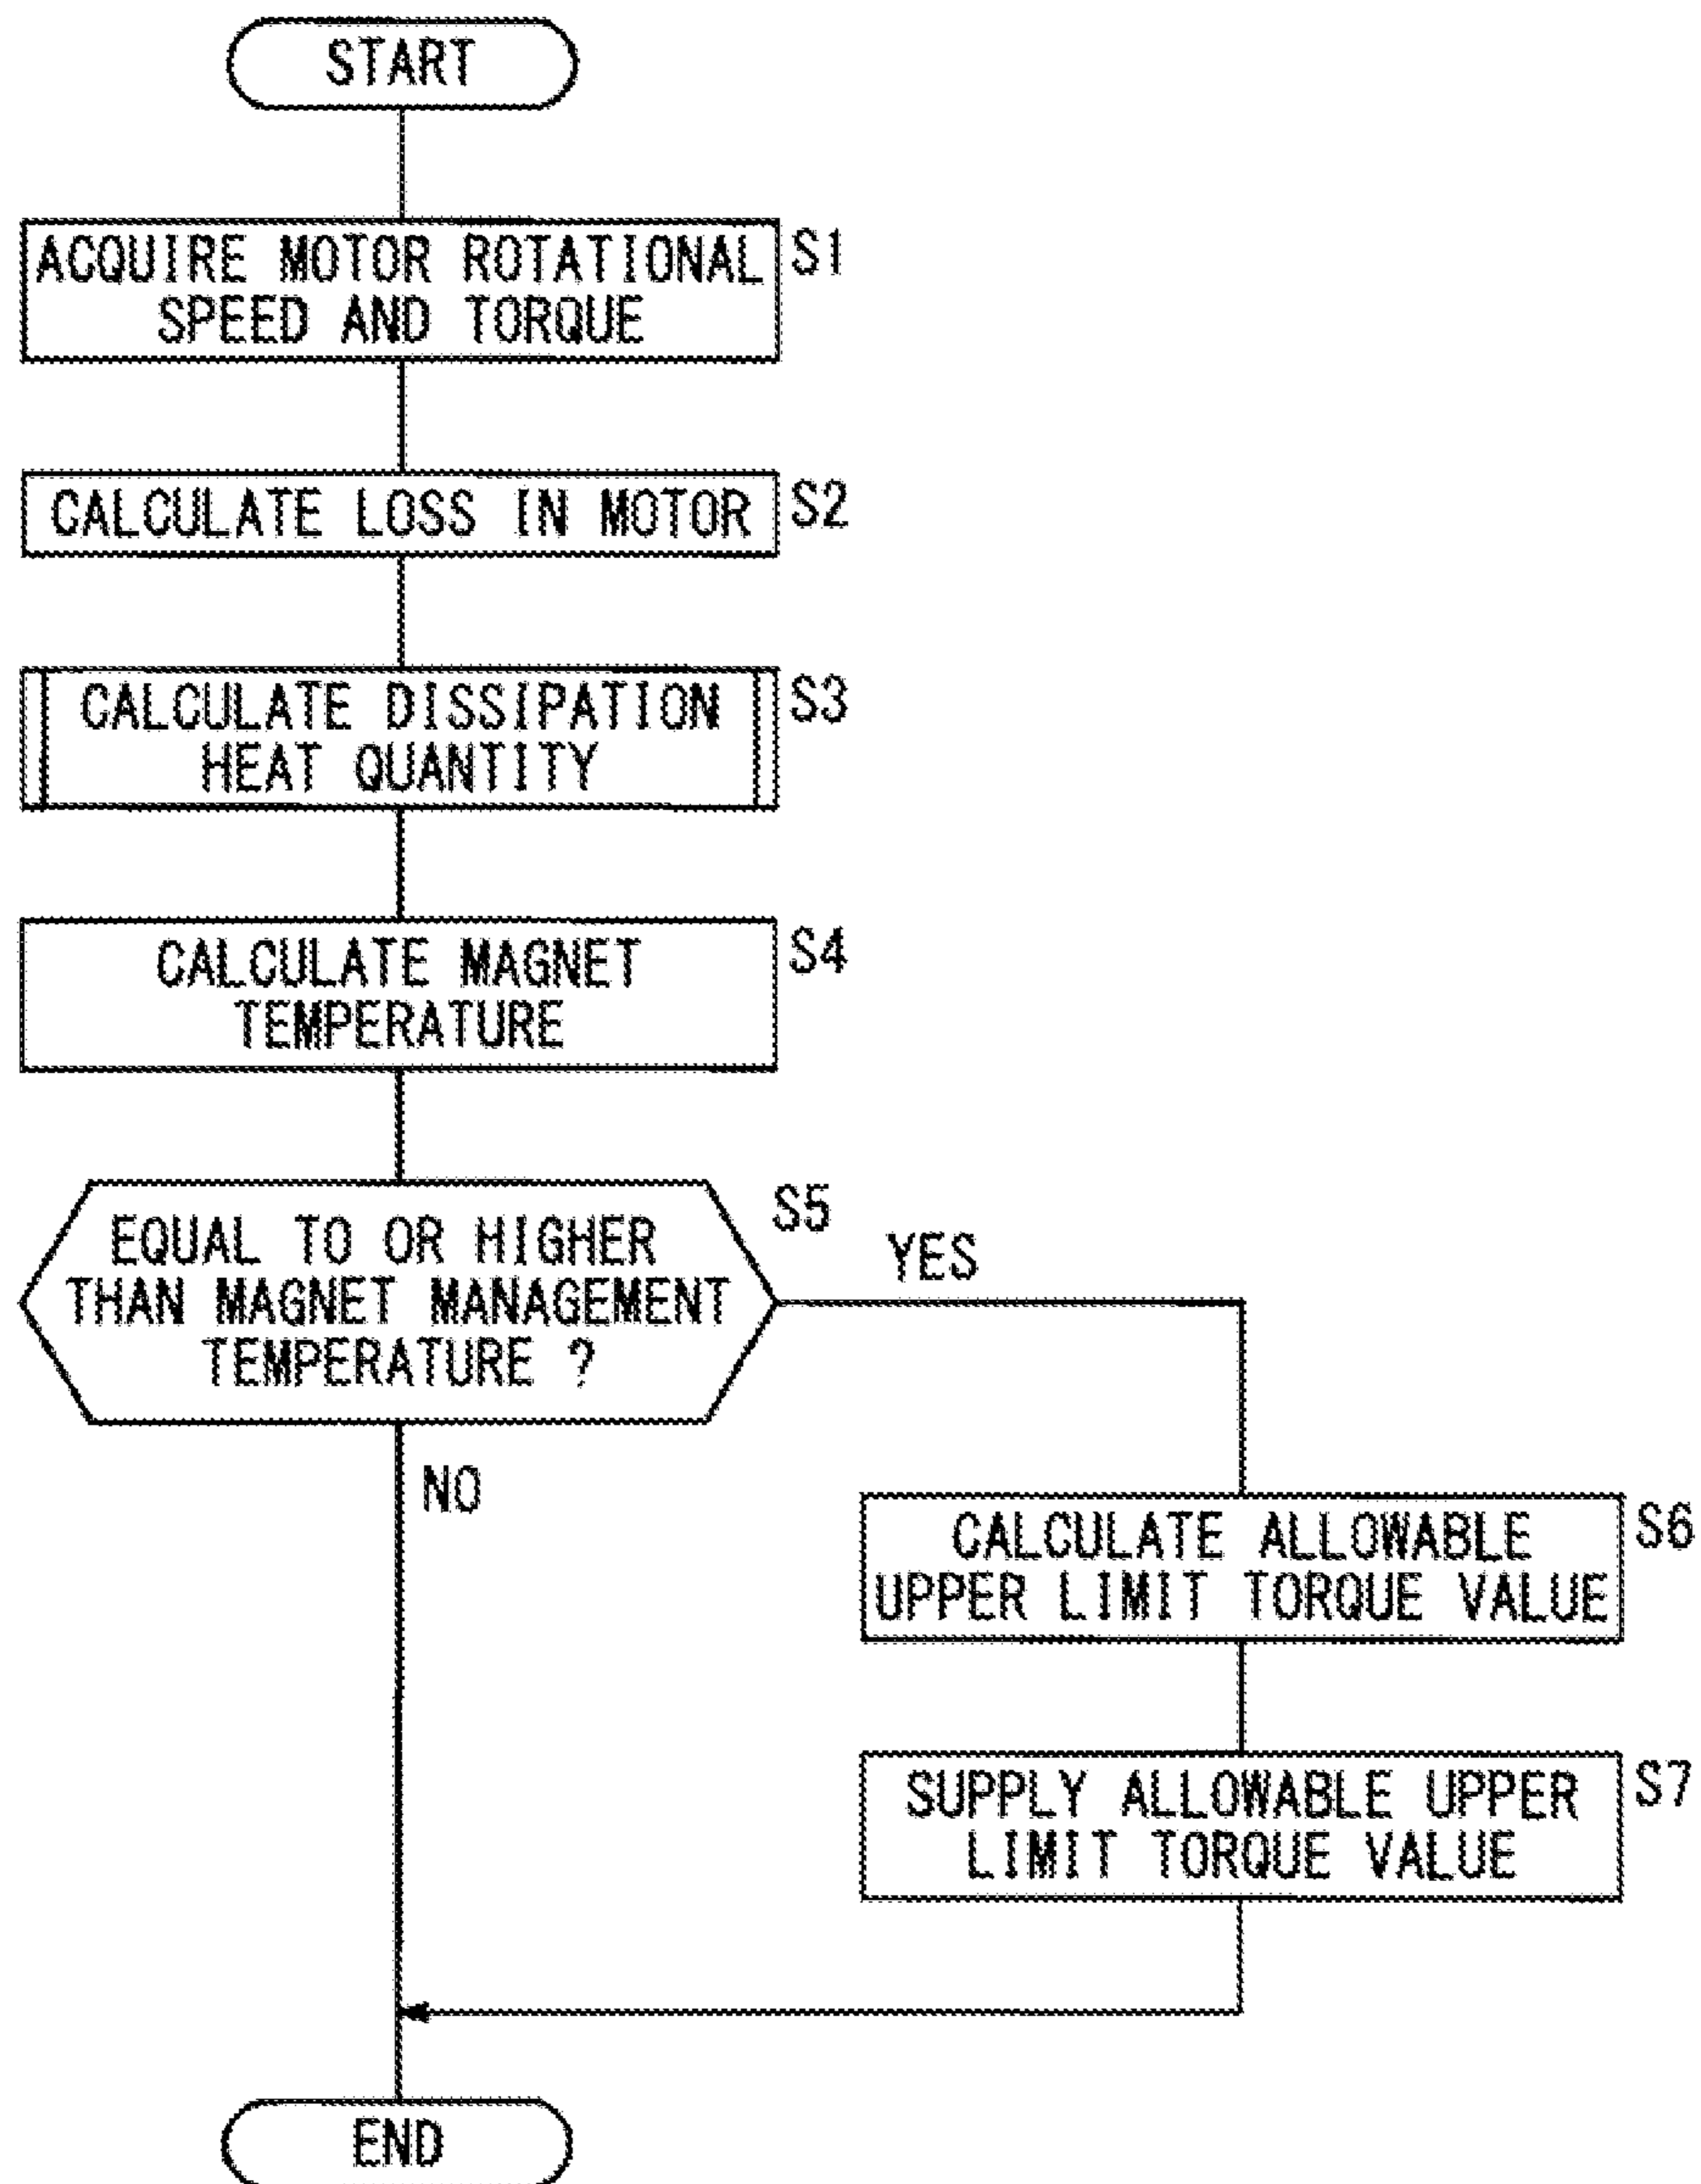 START
ACQUIRE MOTOR ROTATIONAL
SPEED AND TORQUE
S1
CALCULATE LOSS IN MOTOR
S2
CALCULATE DISSIPATION
HEAT QUANTITY
S3
CALCULATE MAGNET
TEMPERATURE
S4
EQUAL TO OR HIGHER
THAN MAGNET MANAGEMENT
TEMPERATURE ?
S5
YES
NO
CALCULATE ALLOWABLE
UPPER LIMIT TORQUE VALUE
S6
SUPPLY ALLOWABLE UPPER
LIMIT TORQUE VALUE
S7
END